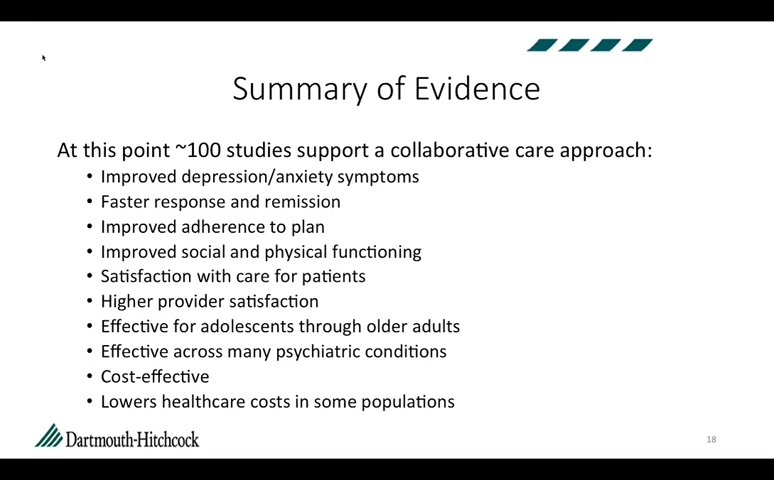 Summary of Evidence
At this point ~100 studies support a collaborative care approach:
• Improved depression/anxiety symptoms
• Faster response and remission
• Improved adherence to plan
• Improved social and physical functioning
• Satisfaction with care for patients
• Higher provider satisfaction
• Effective for adolescents through older adults
• Effective across many psychiatric conditions
• Cost-effective
• Lowers healthcare costs in some populations
Dartmouth-Hitchcock
18